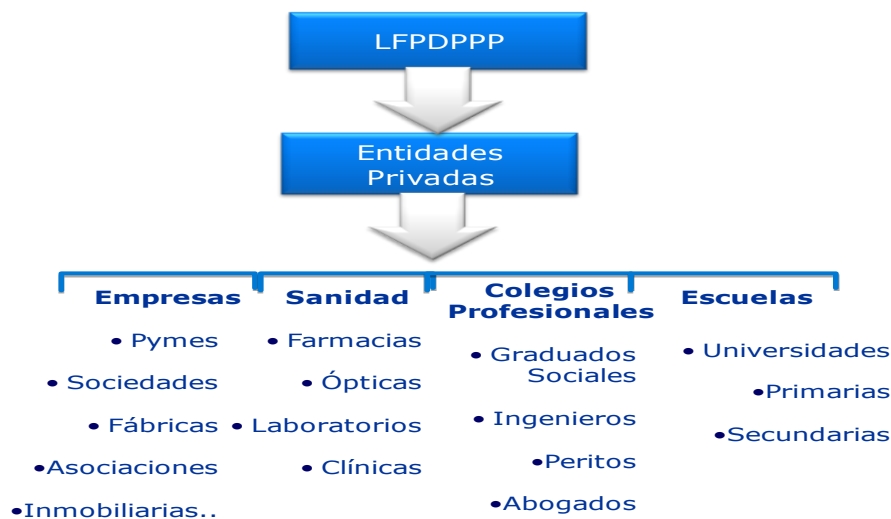 LFPDPPP
Entidades
Privadas
Empresas
• Pymes
• Sociedades
• Fábricas
•Asociaciones
•Inmobiliarias..
Sanidad
• Farmacias
• Ópticas
• Laboratorios
• Clínicas
Colegios
Profesionales
• Graduados
Sociales
• Ingenieros
•Peritos
•Abogados
Escuelas
• Universidades
•Primarias
•Secundarias